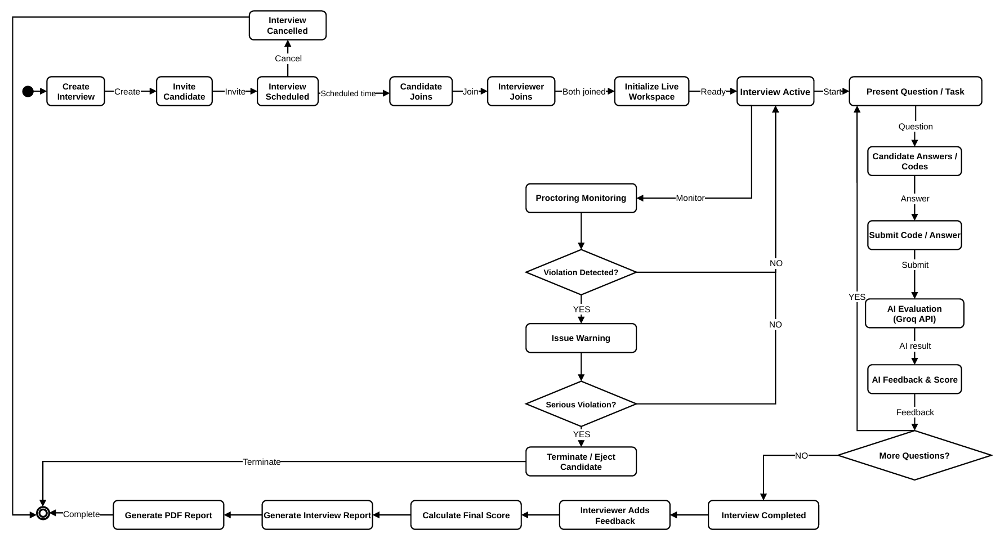 Interview
Cancelled
Cancel
Create
Interview
Create
Invite
Candidate
Invite
Interview
Scheduled
Scheduled time
Candidate
Joins
Join
Interviewer
Joins
Both joined
Initialize Live
Workspace
Ready
Interview Active
Start
Present Question / Task
Question
Candidate Answers /
Codes
Answer
Submit Code / Answer
Submit
AI Evaluation
(Groq API)
AI result
AI Feedback & Score
Feedback
More Questions?
YES
NO
Monitor
Proctoring Monitoring
Violation Detected?
NO
YES
Issue Warning
NO
Serious Violation?
YES
Terminate / Eject
Candidate
Terminate
Interview Completed
Interviewer Adds
Feedback
Calculate Final Score
Generate Interview Report
Generate PDF Report
Complete